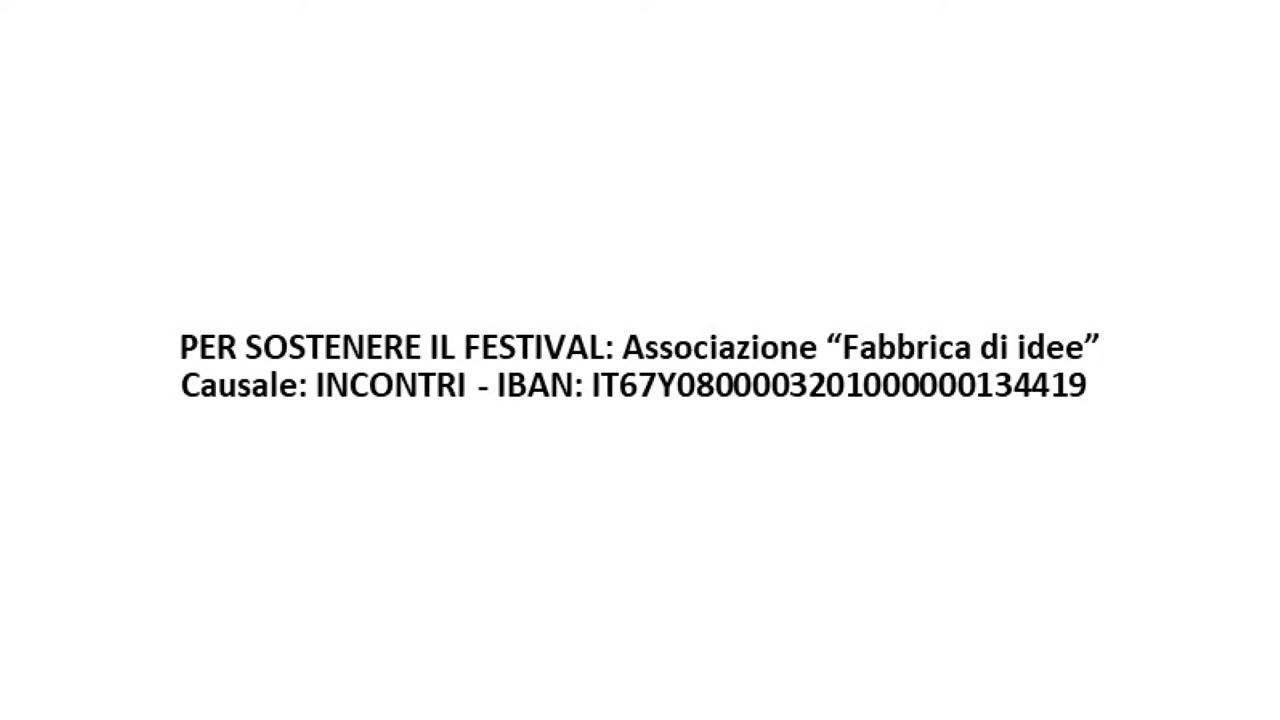 PER SOSTENERE IL FESTIVAL: Associazione “Fabbrica di idee”
Causale: INCONTRI - IBAN: IT67Y0800003201000000134419